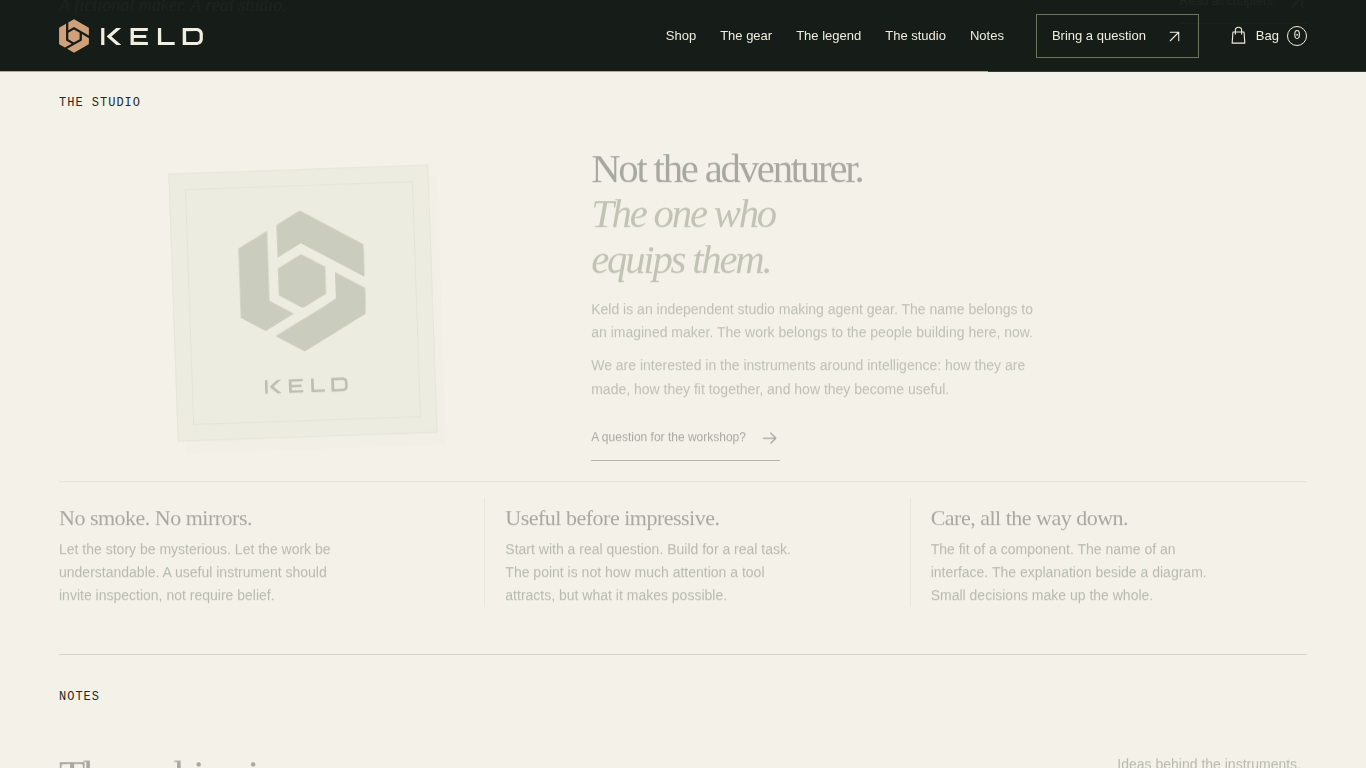 A fictional maker. A real studio.
KELD
Shop
The gear
The legend
The studio
Notes
Bring a question
Bag
0
THE STUDIO
KELD
Not the adventurer.
The one who
equips them.
Keld is an independent studio making agent gear. The name belongs to
an imagined maker. The work belongs to the people building here, now.
We are interested in the instruments around intelligence: how they are
made, how they fit together, and how they become useful.
A question for the workshop?
No smoke. No mirrors.
Let the story be mysterious. Let the work be
understandable. A useful instrument should
invite inspection, not require belief.
Useful before impressive.
Start with a real question. Build for a real task.
The point is not how much attention a tool
attracts, but what it makes possible.
Care, all the way down.
The fit of a component. The name of an
interface. The explanation beside a diagram.
Small decisions make up the whole.
NOTES
Ideas behind the instruments.